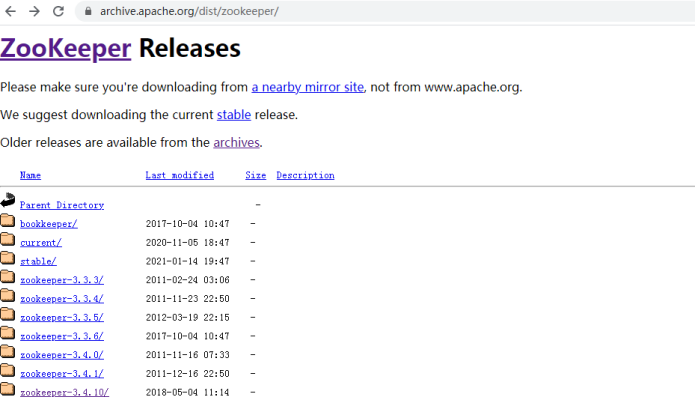 archive.apache.org/dist/zookeeper/
ZooKeeper Releases
Please make sure you're downloading from a nearby mirror site, not from www.apache.org.
We suggest downloading the current stable release.
Older releases are available from the archives.
Name Last modified Size Description
Parent Directory -
bookkeeper/ 2017-10-04 10:47 -
current/ 2020-11-05 18:47 -
stable/ 2021-01-14 19:47 -
zookeeper-3.3.3/ 2011-02-24 03:06 -
zookeeper-3.3.4/ 2011-11-23 22:50 -
zookeeper-3.3.5/ 2012-03-19 22:15 -
zookeeper-3.3.6/ 2017-10-04 10:47 -
zookeeper-3.4.0/ 2011-11-16 07:33 -
zookeeper-3.4.1/ 2011-12-16 22:50 -
zookeeper-3.4.10/ 2018-05-04 11:14 -